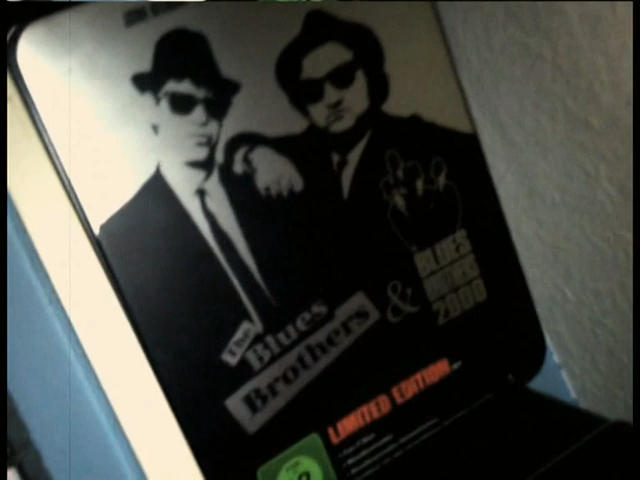 The
Blues
Brothers
&
BLUES
BROTHERS
2000
LIMITED EDITION